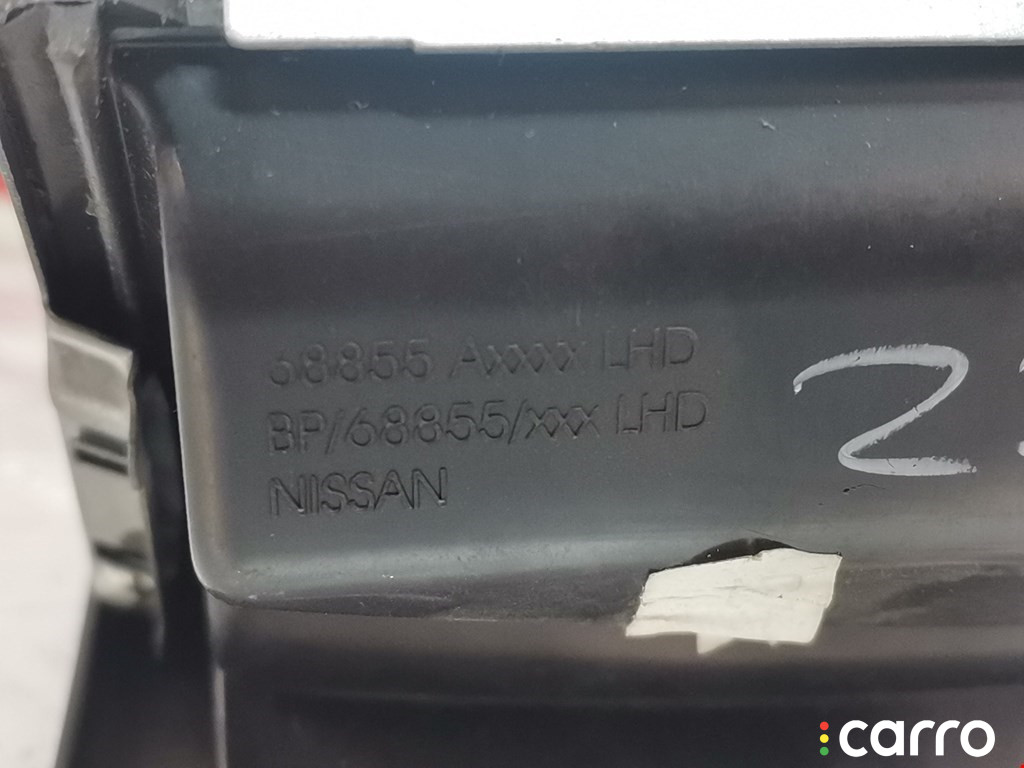 68855 Axxxx LHD
BP/68855/xxx LHD
NISSAN
carro